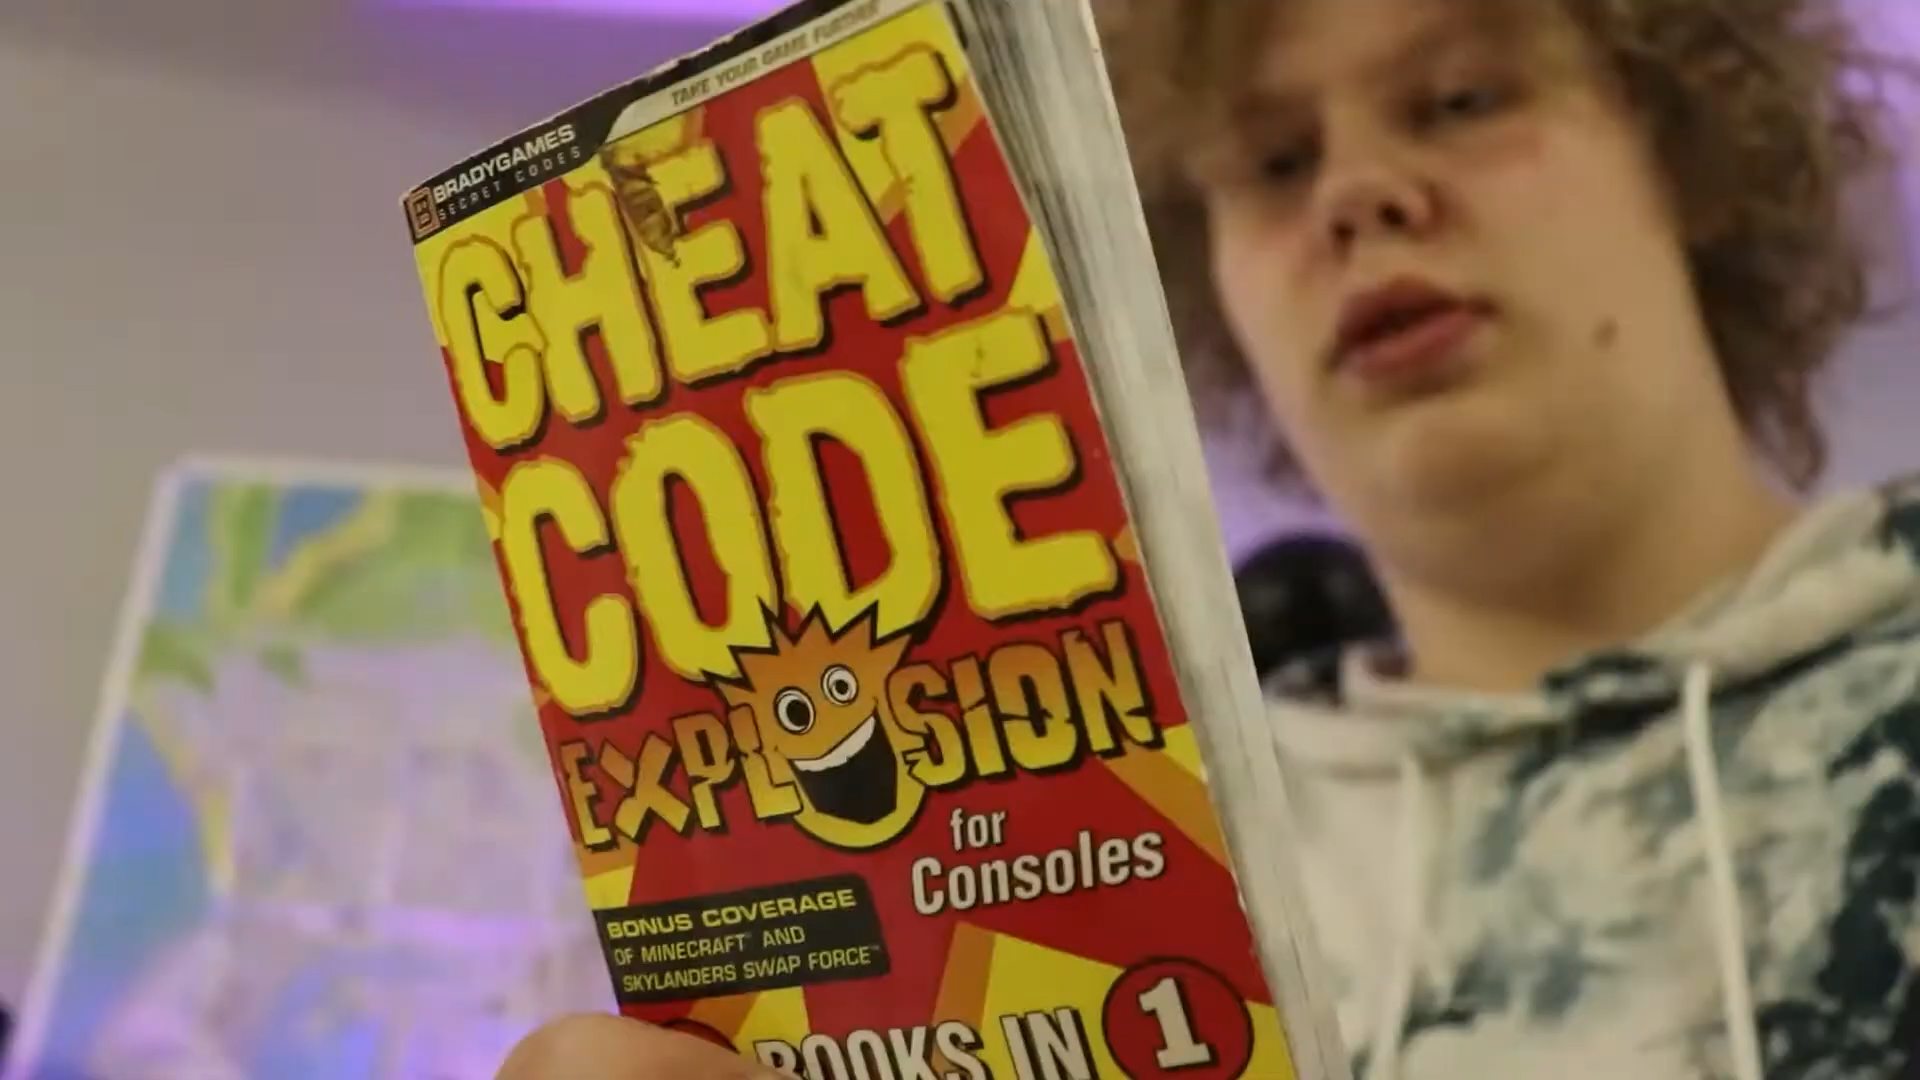 TAKE YOUR GAME FURTHER
BRADYGAMES
SECRET CODES
CHEAT
CODE
EXPLOSION
for
Consoles
BONUS COVERAGE
OF MINECRAFT™ AND
SKYLANDERS SWAP FORCE™
BOOKS IN 1